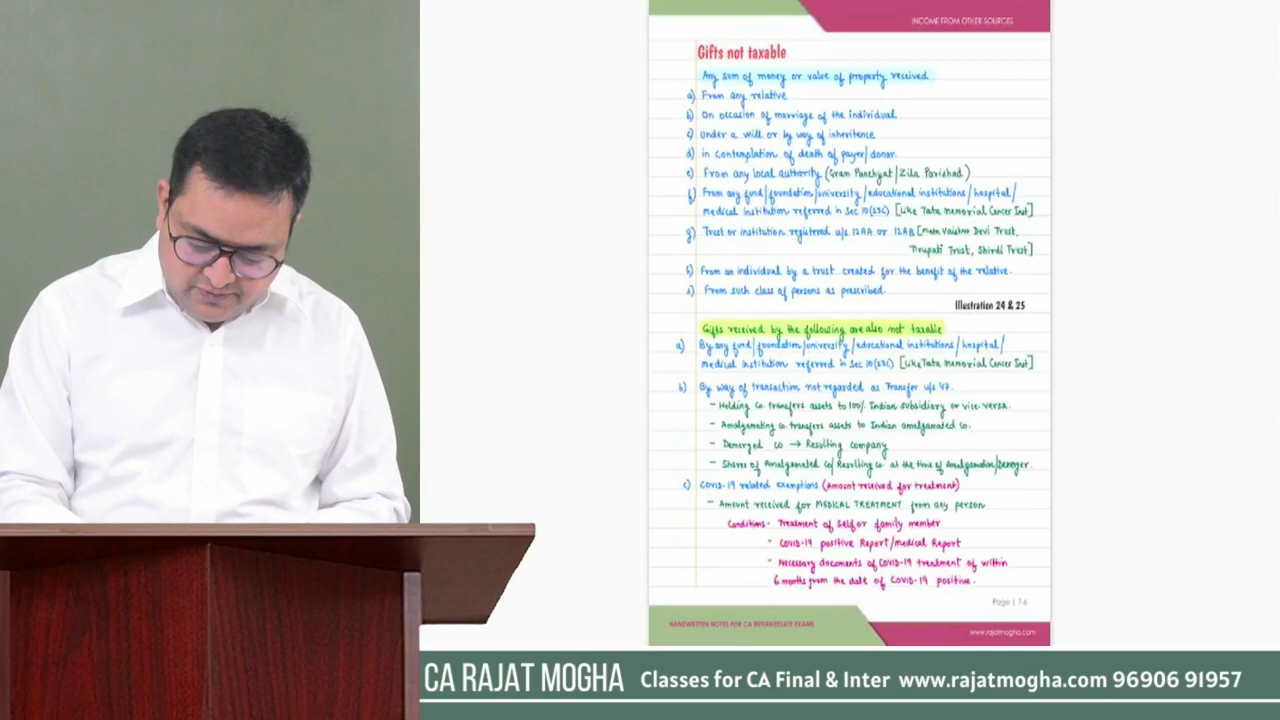 INCOME FROM OTHER SOURCES
Gifts not taxable
Any sum of money or value of property received
a) From any relative
b) On occasion of marriage of the individual
c) Under a will or by way of inheritence
d) in contemplation of death of payer/donor.
e) From any local authority (Gram Panchyat/Zila Parishad)
f) From any fund/foundation/university/educational institutions/hospital/
medical institution referred in Sec 10(23C) [Like Tata Memorial Cancer Inst]
g) Trust or institution registered u/s 12AA or 12AB [mata Vaishno Devi Trust,
Tirupati Trust, Shirdi Trust]
h) From an individual by a trust created for the benefit of the relative.
i) From such class of persons as prescribed.
Illustration 24 & 25
Gifts received by the following are also not taxable
a) By any fund/foundation/university/educational institutions/hospital/
medical institution referred in Sec 10(23C) [Like Tata Memorial Cancer Inst]
b) By way of transaction not regarded as Transfer u/s 47.
- Holding Co. transfers assets to 100% Indian subsidiary or vice versa.
- Amalgamating co. transfers assets to Indian amalgamated co.
- Demerged co → Resulting company
- Shares of Amalgamated co/Resulting co. at the time of Amalgamation/Demerger.
c) COVID-19 related exemptions (Amount received for treatment)
- Amount received for MEDICAL TREATMENT from any person
Conditions - Treatment of self or family member
- COVID-19 positive Report/medical Report
- Necessary documents of COVID-19 treatment of within
6 months from the date of COVID-19 positive.
Page | 7.6
HANDWRITTEN NOTES FOR CA INTERMEDIATE EXAMS
www.rajatmogha.com
CA RAJAT MOGHA Classes for CA Final & Inter www.rajatmogha.com 96906 91957